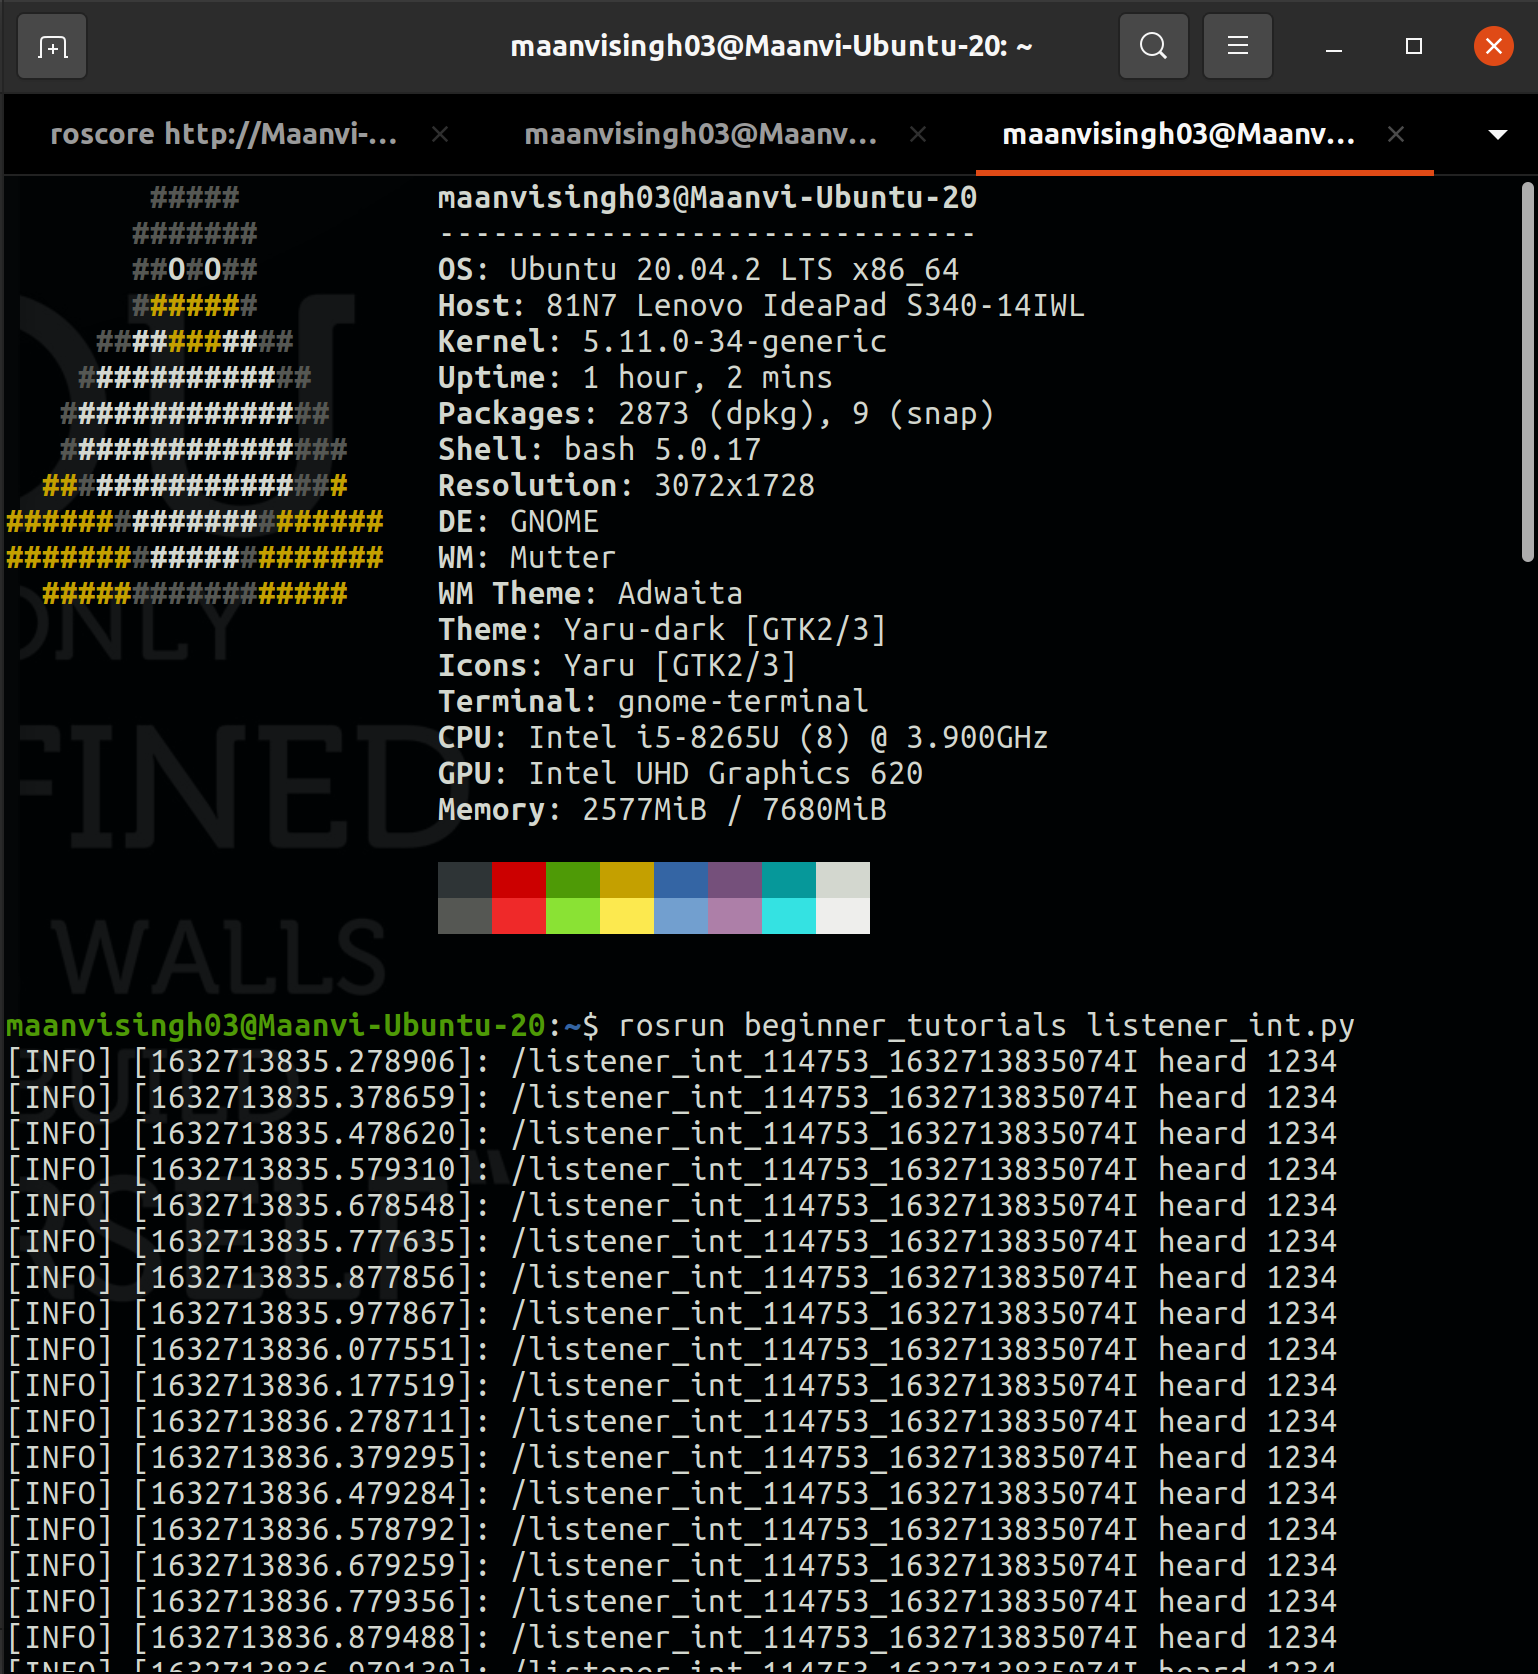 maanvisingh03@Maanvi-Ubuntu-20: ~
roscore http://Maanvi-... maanvisingh03@Maanv... maanvisingh03@Maanv...
##### maanvisingh03@Maanvi-Ubuntu-20
####### ------------------------------
##O#O## OS: Ubuntu 20.04.2 LTS x86_64
####### Host: 81N7 Lenovo IdeaPad S340-14IWL
########### Kernel: 5.11.0-34-generic
############# Uptime: 1 hour, 2 mins
############### Packages: 2873 (dpkg), 9 (snap)
################ Shell: bash 5.0.17
################# Resolution: 3072x1728
##################### DE: GNOME
##################### WM: Mutter
################# WM Theme: Adwaita
Theme: Yaru-dark [GTK2/3]
Icons: Yaru [GTK2/3]
Terminal: gnome-terminal
CPU: Intel i5-8265U (8) @ 3.900GHz
GPU: Intel UHD Graphics 620
Memory: 2577MiB / 7680MiB
ONLY
WALLS
BUILD
maanvisingh03@Maanvi-Ubuntu-20:~$ rosrun beginner_tutorials listener_int.py
[INFO] [1632713835.278906]: /listener_int_114753_1632713835074I heard 1234
[INFO] [1632713835.378659]: /listener_int_114753_1632713835074I heard 1234
[INFO] [1632713835.478620]: /listener_int_114753_1632713835074I heard 1234
[INFO] [1632713835.579310]: /listener_int_114753_1632713835074I heard 1234
[INFO] [1632713835.678548]: /listener_int_114753_1632713835074I heard 1234
[INFO] [1632713835.777635]: /listener_int_114753_1632713835074I heard 1234
[INFO] [1632713835.877856]: /listener_int_114753_1632713835074I heard 1234
[INFO] [1632713835.977867]: /listener_int_114753_1632713835074I heard 1234
[INFO] [1632713836.077551]: /listener_int_114753_1632713835074I heard 1234
[INFO] [1632713836.177519]: /listener_int_114753_1632713835074I heard 1234
[INFO] [1632713836.278711]: /listener_int_114753_1632713835074I heard 1234
[INFO] [1632713836.379295]: /listener_int_114753_1632713835074I heard 1234
[INFO] [1632713836.479284]: /listener_int_114753_1632713835074I heard 1234
[INFO] [1632713836.578792]: /listener_int_114753_1632713835074I heard 1234
[INFO] [1632713836.679259]: /listener_int_114753_1632713835074I heard 1234
[INFO] [1632713836.779356]: /listener_int_114753_1632713835074I heard 1234
[INFO] [1632713836.879488]: /listener_int_114753_1632713835074I heard 1234
[INFO] [1632713836.979130]: /listener_int_114753_1632713835074I heard 1234